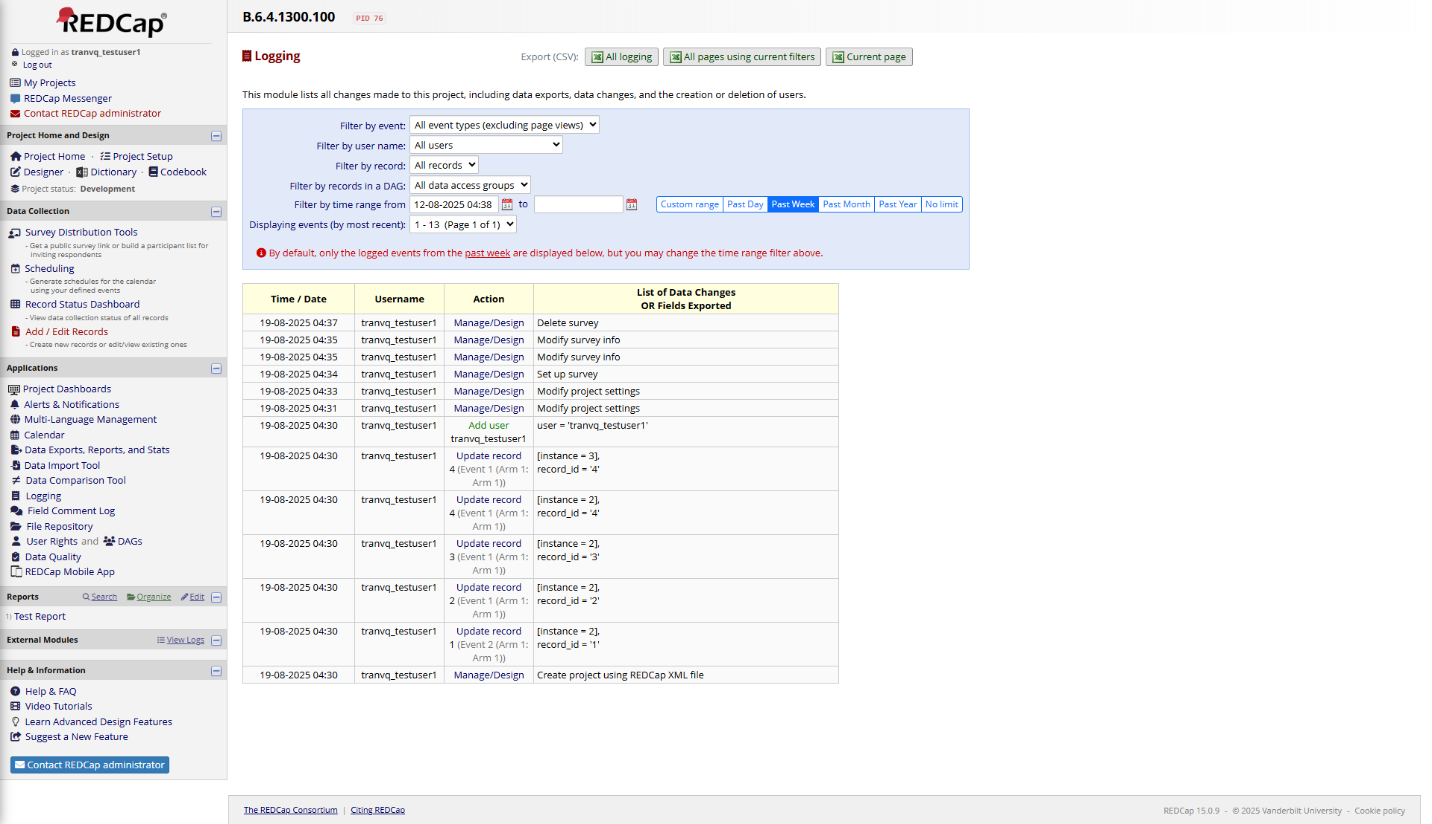 REDCap®
Logged in as tranvq_testuser1
Log out
My Projects
REDCap Messenger
Contact REDCap administrator
Project Home and Design
Project Home · Project Setup
Designer · Dictionary · Codebook
Project status: Development
Data Collection
Survey Distribution Tools
- Get a public survey link or build a participant list for
inviting respondents
Scheduling
- Generate schedules for the calendar
using your defined events
Record Status Dashboard
- View data collection status of all records
Add / Edit Records
- Create new records or edit/view existing ones
Applications
Project Dashboards
Alerts & Notifications
Multi-Language Management
Calendar
Data Exports, Reports, and Stats
Data Import Tool
Data Comparison Tool
Logging
Field Comment Log
File Repository
User Rights and DAGs
Data Quality
REDCap Mobile App
Reports Search Organize Edit
1) Test Report
External Modules View Logs
Help & Information
Help & FAQ
Video Tutorials
Learn Advanced Design Features
Suggest a New Feature
Contact REDCap administrator
B.6.4.1300.100 PID 76
Logging
Export (CSV): All logging All pages using current filters Current page
This module lists all changes made to this project, including data exports, data changes, and the creation or deletion of users.
Filter by event: All event types (excluding page views)
Filter by user name: All users
Filter by record: All records
Filter by records in a DAG: All data access groups
Filter by time range from 12-08-2025 04:38 to Custom range Past Day Past Week Past Month Past Year No limit
Displaying events (by most recent): 1 - 13 (Page 1 of 1)
By default, only the logged events from the past week are displayed below, but you may change the time range filter above.
Time / Date Username Action List of Data Changes
OR Fields Exported
19-08-2025 04:37 tranvq_testuser1 Manage/Design Delete survey
19-08-2025 04:35 tranvq_testuser1 Manage/Design Modify survey info
19-08-2025 04:35 tranvq_testuser1 Manage/Design Modify survey info
19-08-2025 04:34 tranvq_testuser1 Manage/Design Set up survey
19-08-2025 04:33 tranvq_testuser1 Manage/Design Modify project settings
19-08-2025 04:31 tranvq_testuser1 Manage/Design Modify project settings
19-08-2025 04:30 tranvq_testuser1 Add user user = 'tranvq_testuser1'
tranvq_testuser1
19-08-2025 04:30 tranvq_testuser1 Update record [instance = 3],
4 (Event 1 (Arm 1: record_id = '4'
Arm 1))
19-08-2025 04:30 tranvq_testuser1 Update record [instance = 2],
4 (Event 1 (Arm 1: record_id = '4'
Arm 1))
19-08-2025 04:30 tranvq_testuser1 Update record [instance = 2],
3 (Event 1 (Arm 1: record_id = '3'
Arm 1))
19-08-2025 04:30 tranvq_testuser1 Update record [instance = 2],
2 (Event 1 (Arm 1: record_id = '2'
Arm 1))
19-08-2025 04:30 tranvq_testuser1 Update record [instance = 2],
1 (Event 2 (Arm 1: record_id = '1'
Arm 1))
19-08-2025 04:30 tranvq_testuser1 Manage/Design Create project using REDCap XML file
The REDCap Consortium | Citing REDCap
REDCap 15.0.9 - © 2025 Vanderbilt University - Cookie policy